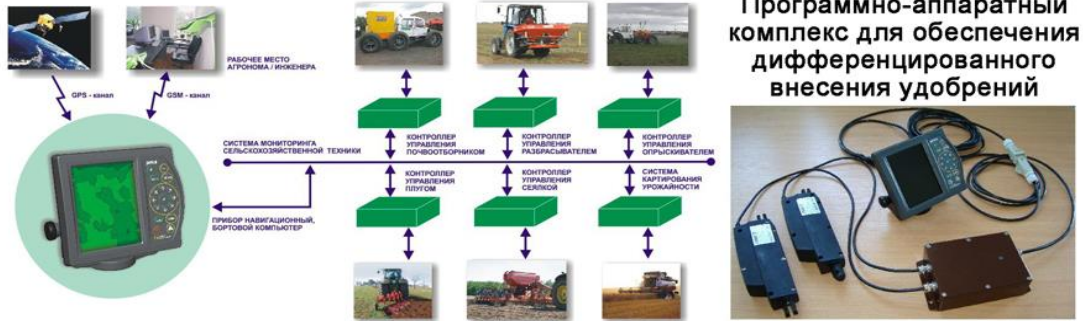 Программно-аппаратный
комплекс для обеспечения
дифференцированного
внесения удобрений
РАБОЧЕЕ МЕСТО
АГРОНОМА / ИНЖЕНЕРА
GPS - канал
GSM - канал
СИСТЕМА МОНИТОРИНГА
СЕЛЬСКОХОЗЯЙСТВЕННОЙ ТЕХНИКИ
КОНТРОЛЛЕР
УПРАВЛЕНИЯ
ПОЧВООТБОРНИКОМ
КОНТРОЛЛЕР
УПРАВЛЕНИЯ
РАЗБРАСЫВАТЕЛЕМ
КОНТРОЛЛЕР
УПРАВЛЕНИЯ
ОПРЫСКИВАТЕЛЕМ
КОНТРОЛЛЕР
УПРАВЛЕНИЯ
ПЛУГОМ
КОНТРОЛЛЕР
УПРАВЛЕНИЯ
СЕЯЛКОЙ
СИСТЕМА
КАРТИРОВАНИЯ
УРОЖАЙНОСТИ
ПРИБОР НАВИГАЦИОННЫЙ,
БОРТОВОЙ КОМПЬЮТЕР